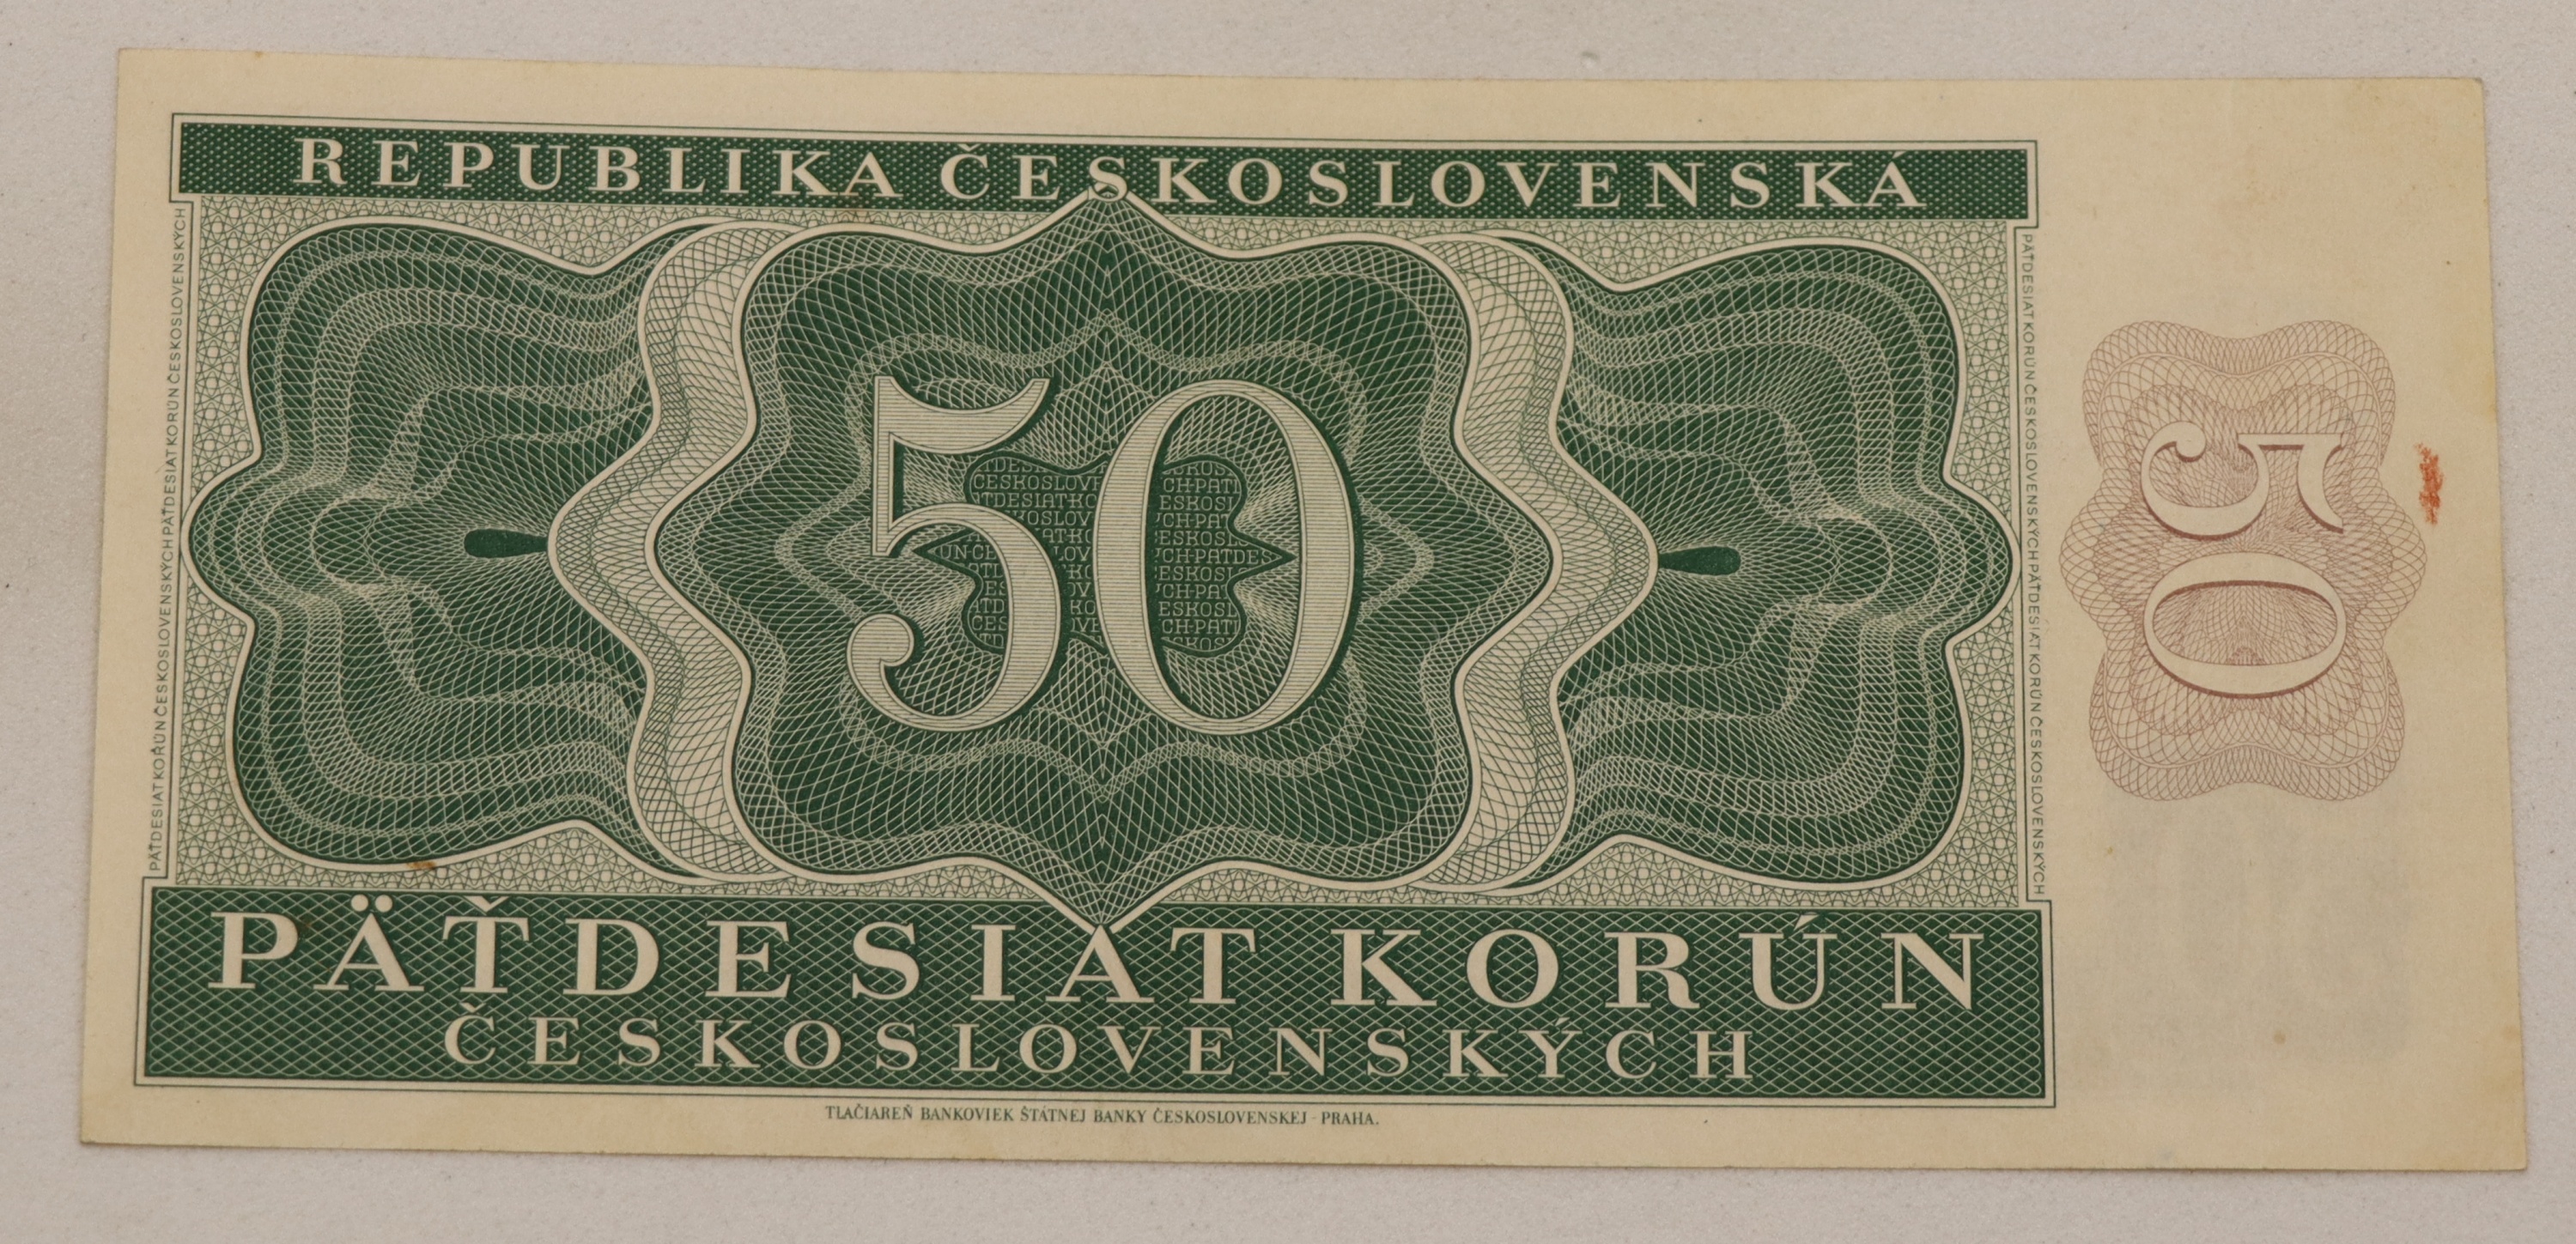 REPUBLIKA ČESKOSLOVENSKÁ
PÄŤDESIAT KORÚN ČESKOSLOVENSKÝCH PÄŤDESIAT KORÚN ČESKOSLOVENSKÝCH
50
PÄŤDESIAT KORÚN ČESKOSLOVENSKÝCH PÄŤDESIAT KORÚN ČESKOSLOVENSKÝCH
50
PÄŤDESIAT KORÚN
ČESKOSLOVENSKÝCH
TLAČIAREŇ BANKOVIEK ŠTÁTNEJ BANKY ČESKOSLOVENSKEJ - PRAHA.